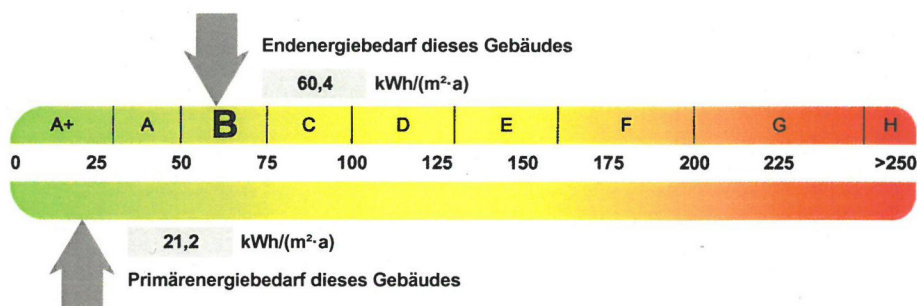 Endenergiebedarf dieses Gebäudes
60,4 kWh/(m²·a)
A+ A B C D E F G H
0 25 50 75 100 125 150 175 200 225 >250
21,2 kWh/(m²·a)
Primärenergiebedarf dieses Gebäudes